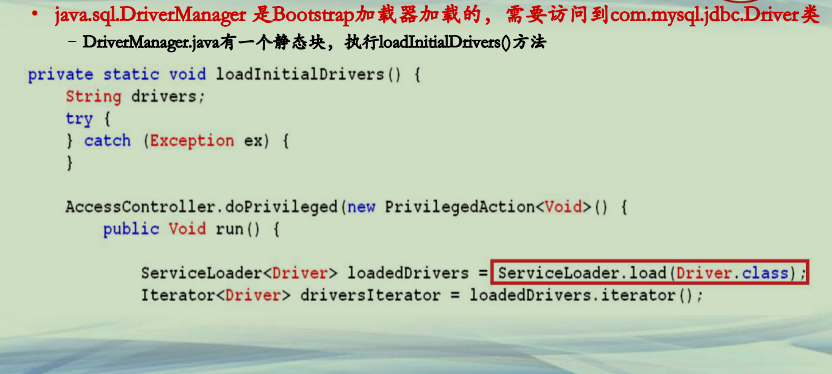 • java.sql.DriverManager 是Bootstrap加载器加载的，需要访问到com.mysql.jdbc.Driver类
– DriverManager.java有一个静态块，执行loadInitialDrivers()方法
private static void loadInitialDrivers() {
String drivers;
try {
} catch (Exception ex) {
}
AccessController.doPrivileged(new PrivilegedAction<Void>() {
public Void run() {
ServiceLoader<Driver> loadedDrivers = ServiceLoader.load(Driver.class);
Iterator<Driver> driversIterator = loadedDrivers.iterator();